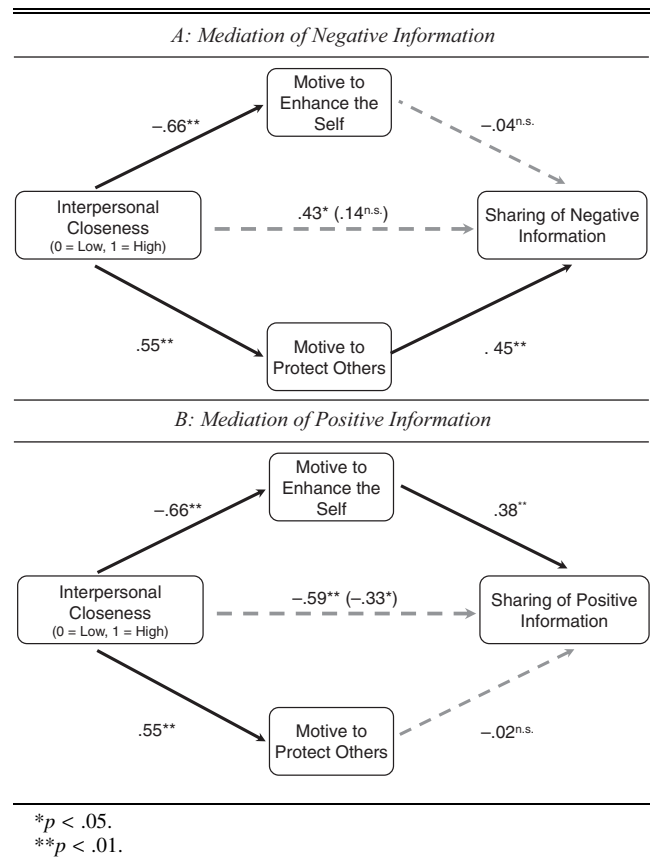 A: Mediation of Negative Information
Motive to
Enhance the
Self
–.66**
–.04n.s.
Interpersonal
Closeness
(0 = Low, 1 = High)
.43* (.14n.s.)
Sharing of Negative
Information
.55**
Motive to
Protect Others
. 45**
B: Mediation of Positive Information
Motive to
Enhance the
Self
–.66**
.38**
Interpersonal
Closeness
(0 = Low, 1 = High)
–.59** (–.33*)
Sharing of Positive
Information
.55**
Motive to
Protect Others
–.02n.s.
*p < .05.
**p < .01.